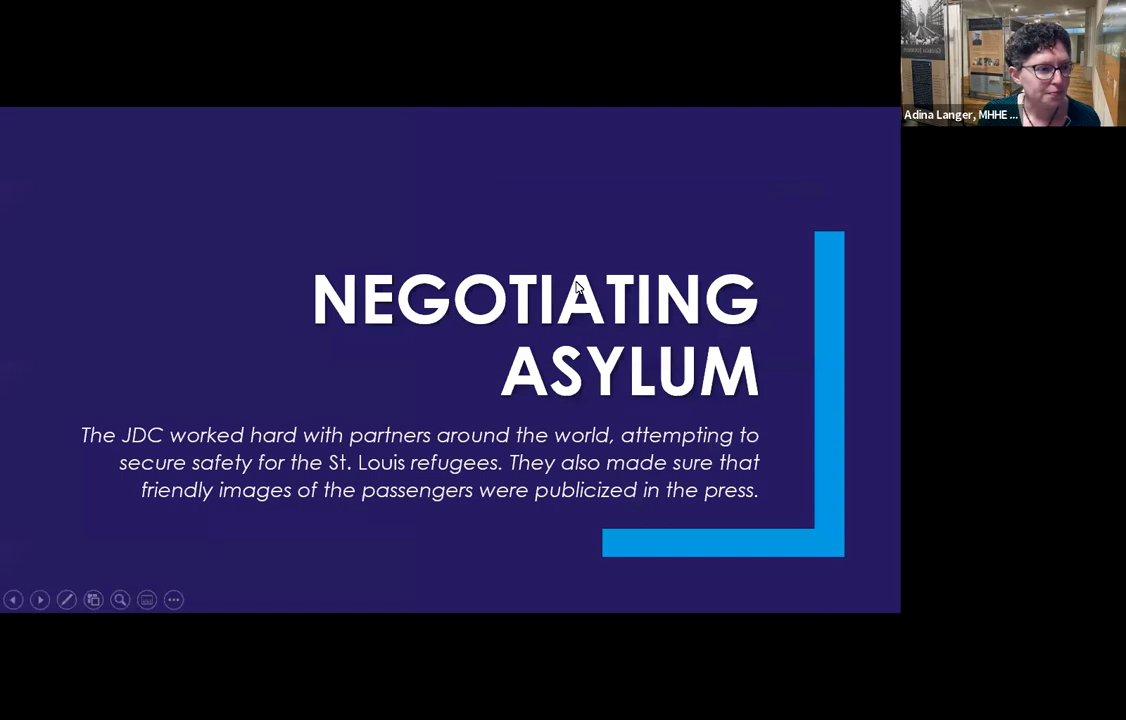 Adina Langer, MHHE ...
NEGOTIATING
ASYLUM
The JDC worked hard with partners around the world, attempting to
secure safety for the St. Louis refugees. They also made sure that
friendly images of the passengers were publicized in the press.